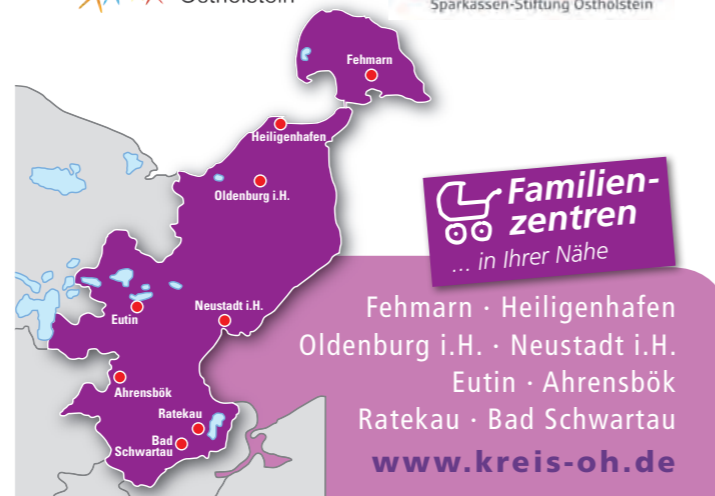 Ostholstein
Sparkassen-Stiftung Ostholstein
Fehmarn
Heiligenhafen
Oldenburg i.H.
Neustadt i.H.
Eutin
Ahrensbök
Ratekau
Bad
Schwartau
Familien-
zentren
... in Ihrer Nähe
Fehmarn · Heiligenhafen
Oldenburg i.H. · Neustadt i.H.
Eutin · Ahrensbök
Ratekau · Bad Schwartau
www.kreis-oh.de